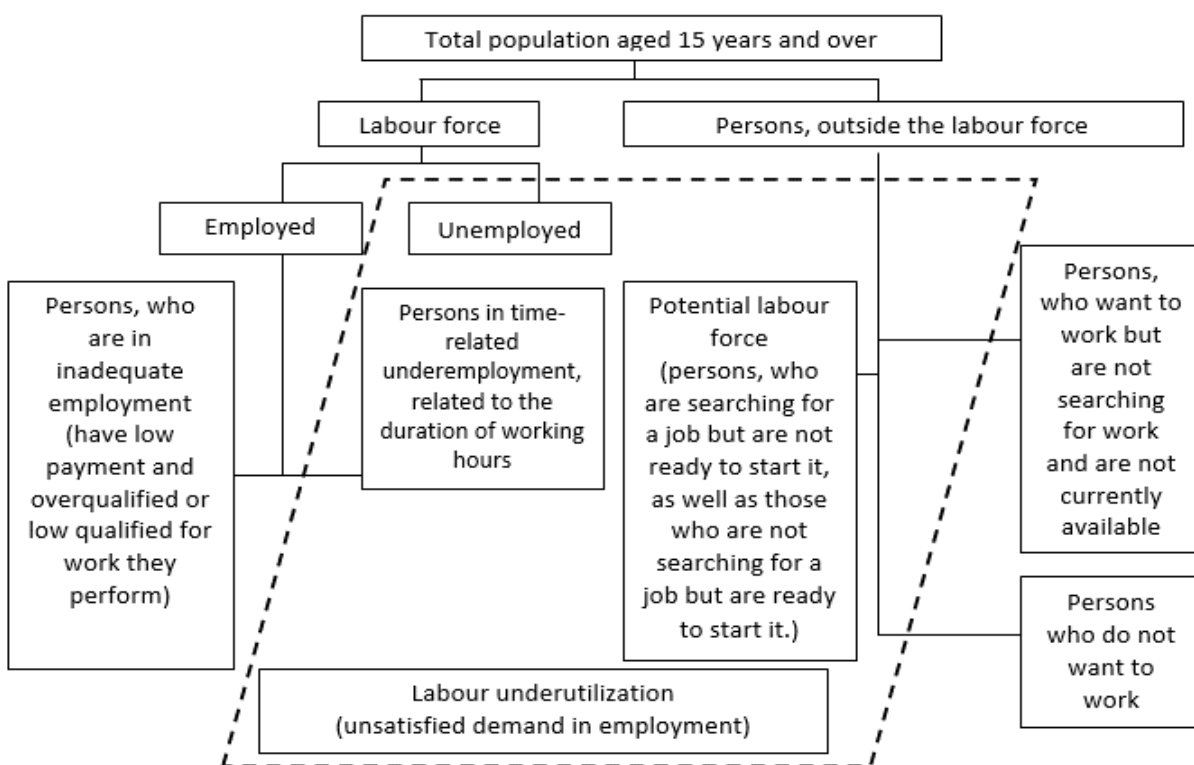 Total population aged 15 years and over
Labour force
Persons, outside the labour force
Employed
Unemployed
Persons, who
are in
inadequate
employment
(have low
payment and
overqualified or
low qualified for
work they
perform)
Persons in time-
related
underemployment,
related to the
duration of working
hours
Potential labour
force
(persons, who
are searching for
a job but are not
ready to start it,
as well as those
who are not
searching for a
job but are ready
to start it.)
Persons,
who want to
work but
are not
searching
for work
and are not
currently
available
Persons
who do not
want to
work
Labour underutilization
(unsatisfied demand in employment)